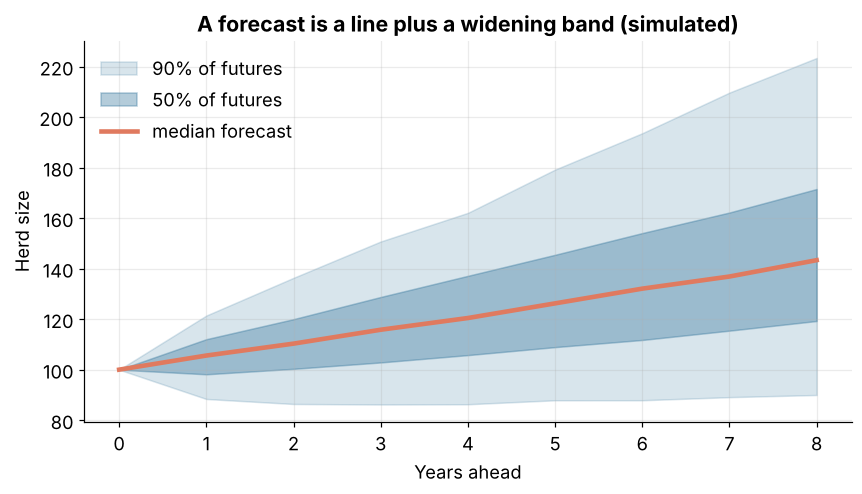 A forecast is a line plus a widening band (simulated)
90% of futures
50% of futures
median forecast
Herd size
220
200
180
160
140
120
100
80
0 1 2 3 4 5 6 7 8
Years ahead